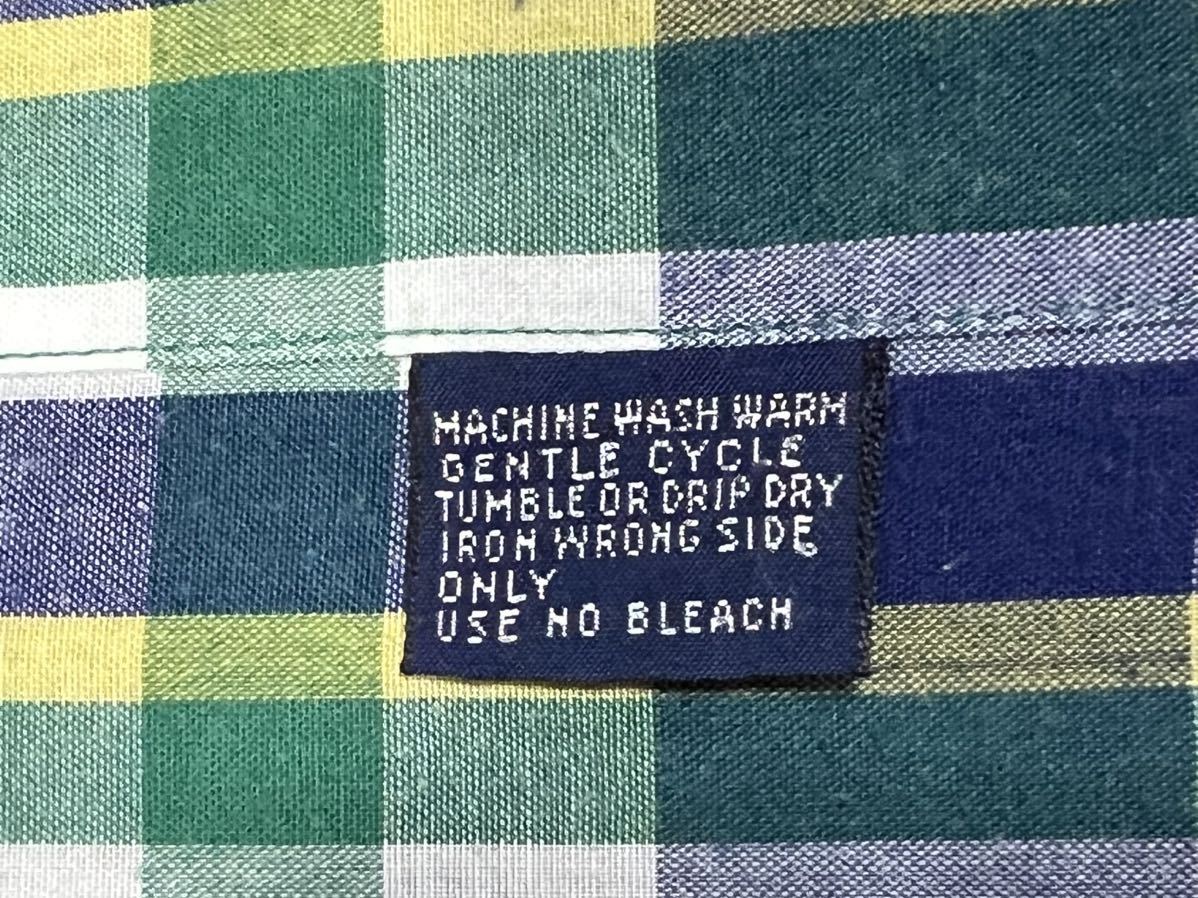 MACHINE WASH WARM
GENTLE CYCLE
TUMBLE OR DRIP DRY
IRON WRONG SIDE
ONLY
USE NO BLEACH